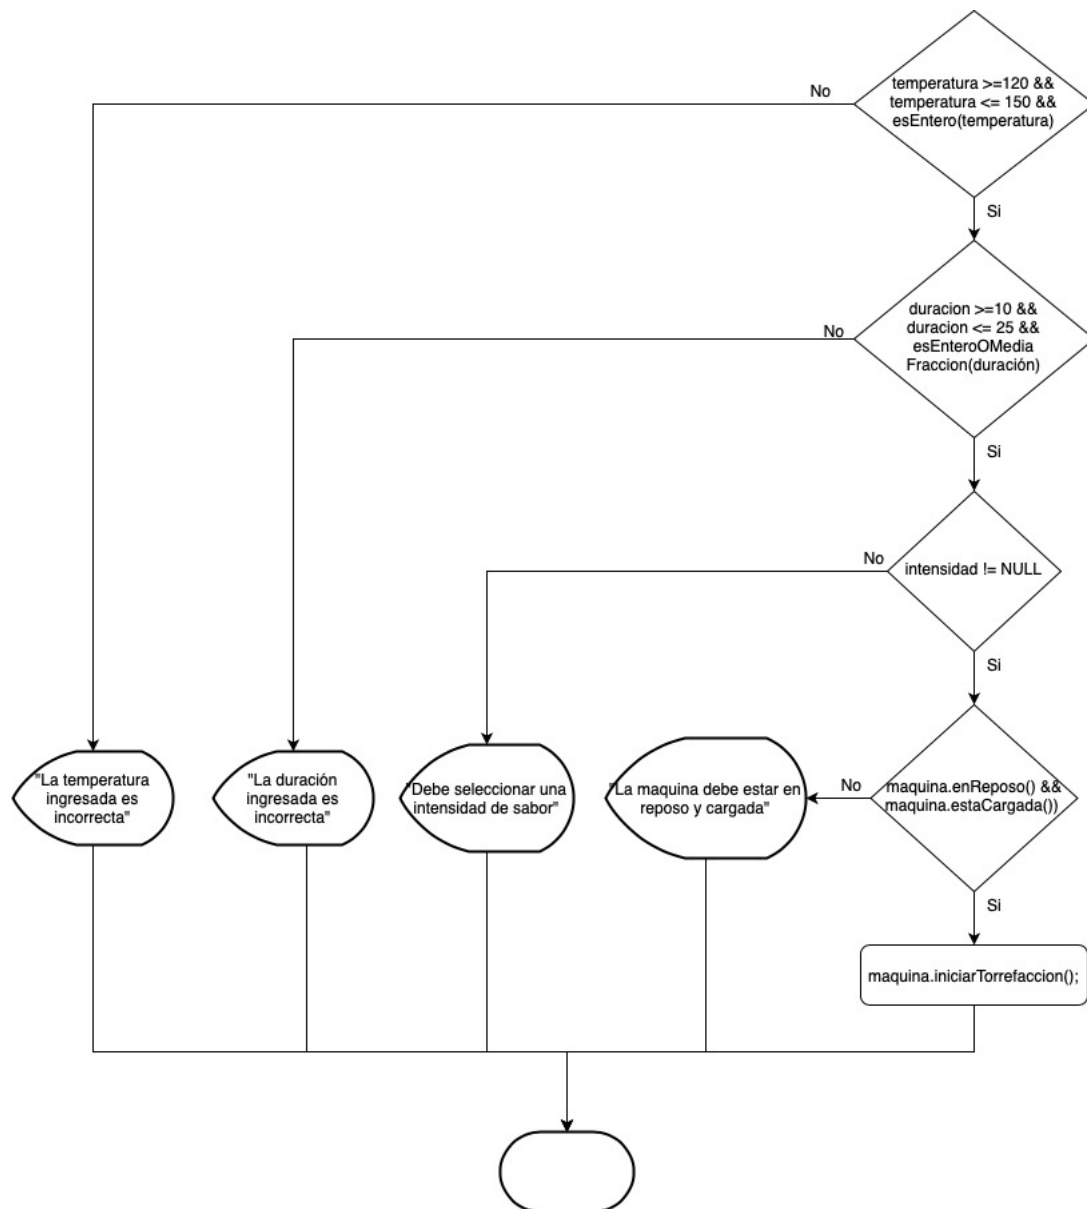 temperatura >=120 &&
temperatura <= 150 &&
esEntero(temperatura)
No
Si
duracion >=10 &&
duracion <= 25 &&
esEnteroOMedia
Fraccion(duración)
No
Si
intensidad != NULL
No
Si
maquina.enReposo() &&
maquina.estaCargada())
No
Si
"La temperatura
ingresada es
incorrecta"
"La duración
ingresada es
incorrecta"
"Debe seleccionar una
intensidad de sabor"
"La maquina debe estar en
reposo y cargada"
maquina.iniciarTorrefaccion();